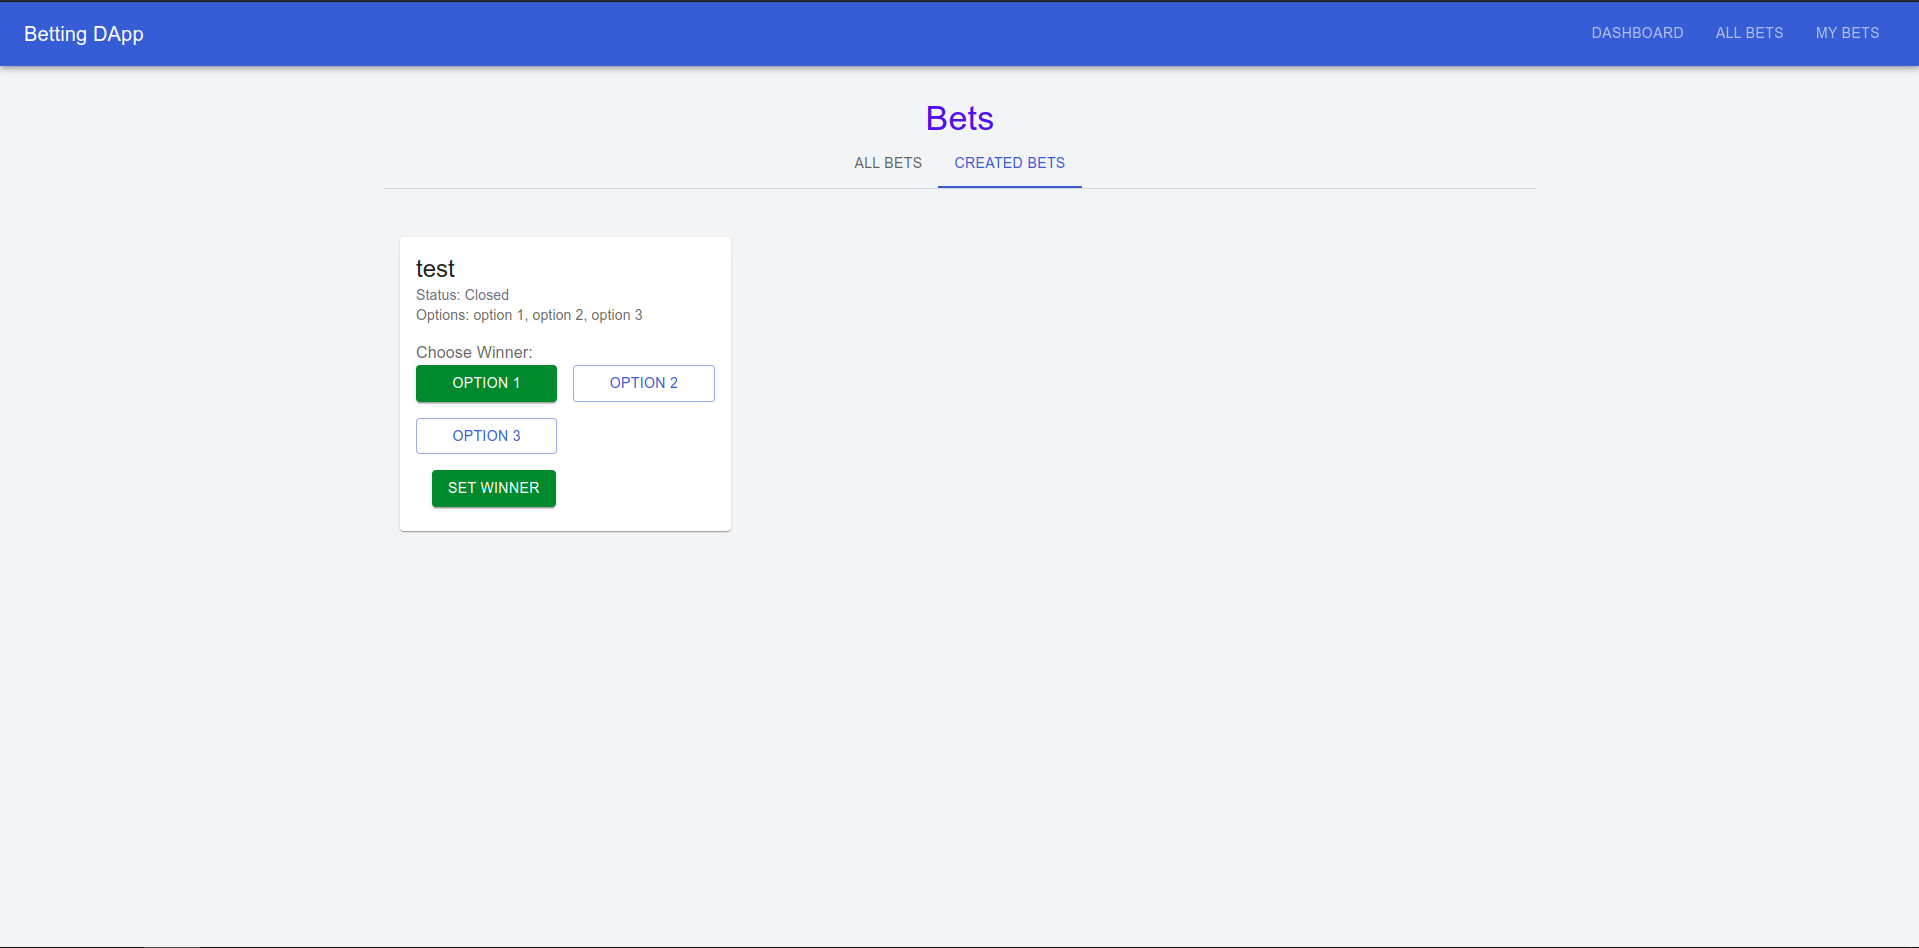 Betting DApp DASHBOARD ALL BETS MY BETS
Bets
ALL BETS CREATED BETS
test
Status: Closed
Options: option 1, option 2, option 3
Choose Winner:
OPTION 1 OPTION 2
OPTION 3
SET WINNER